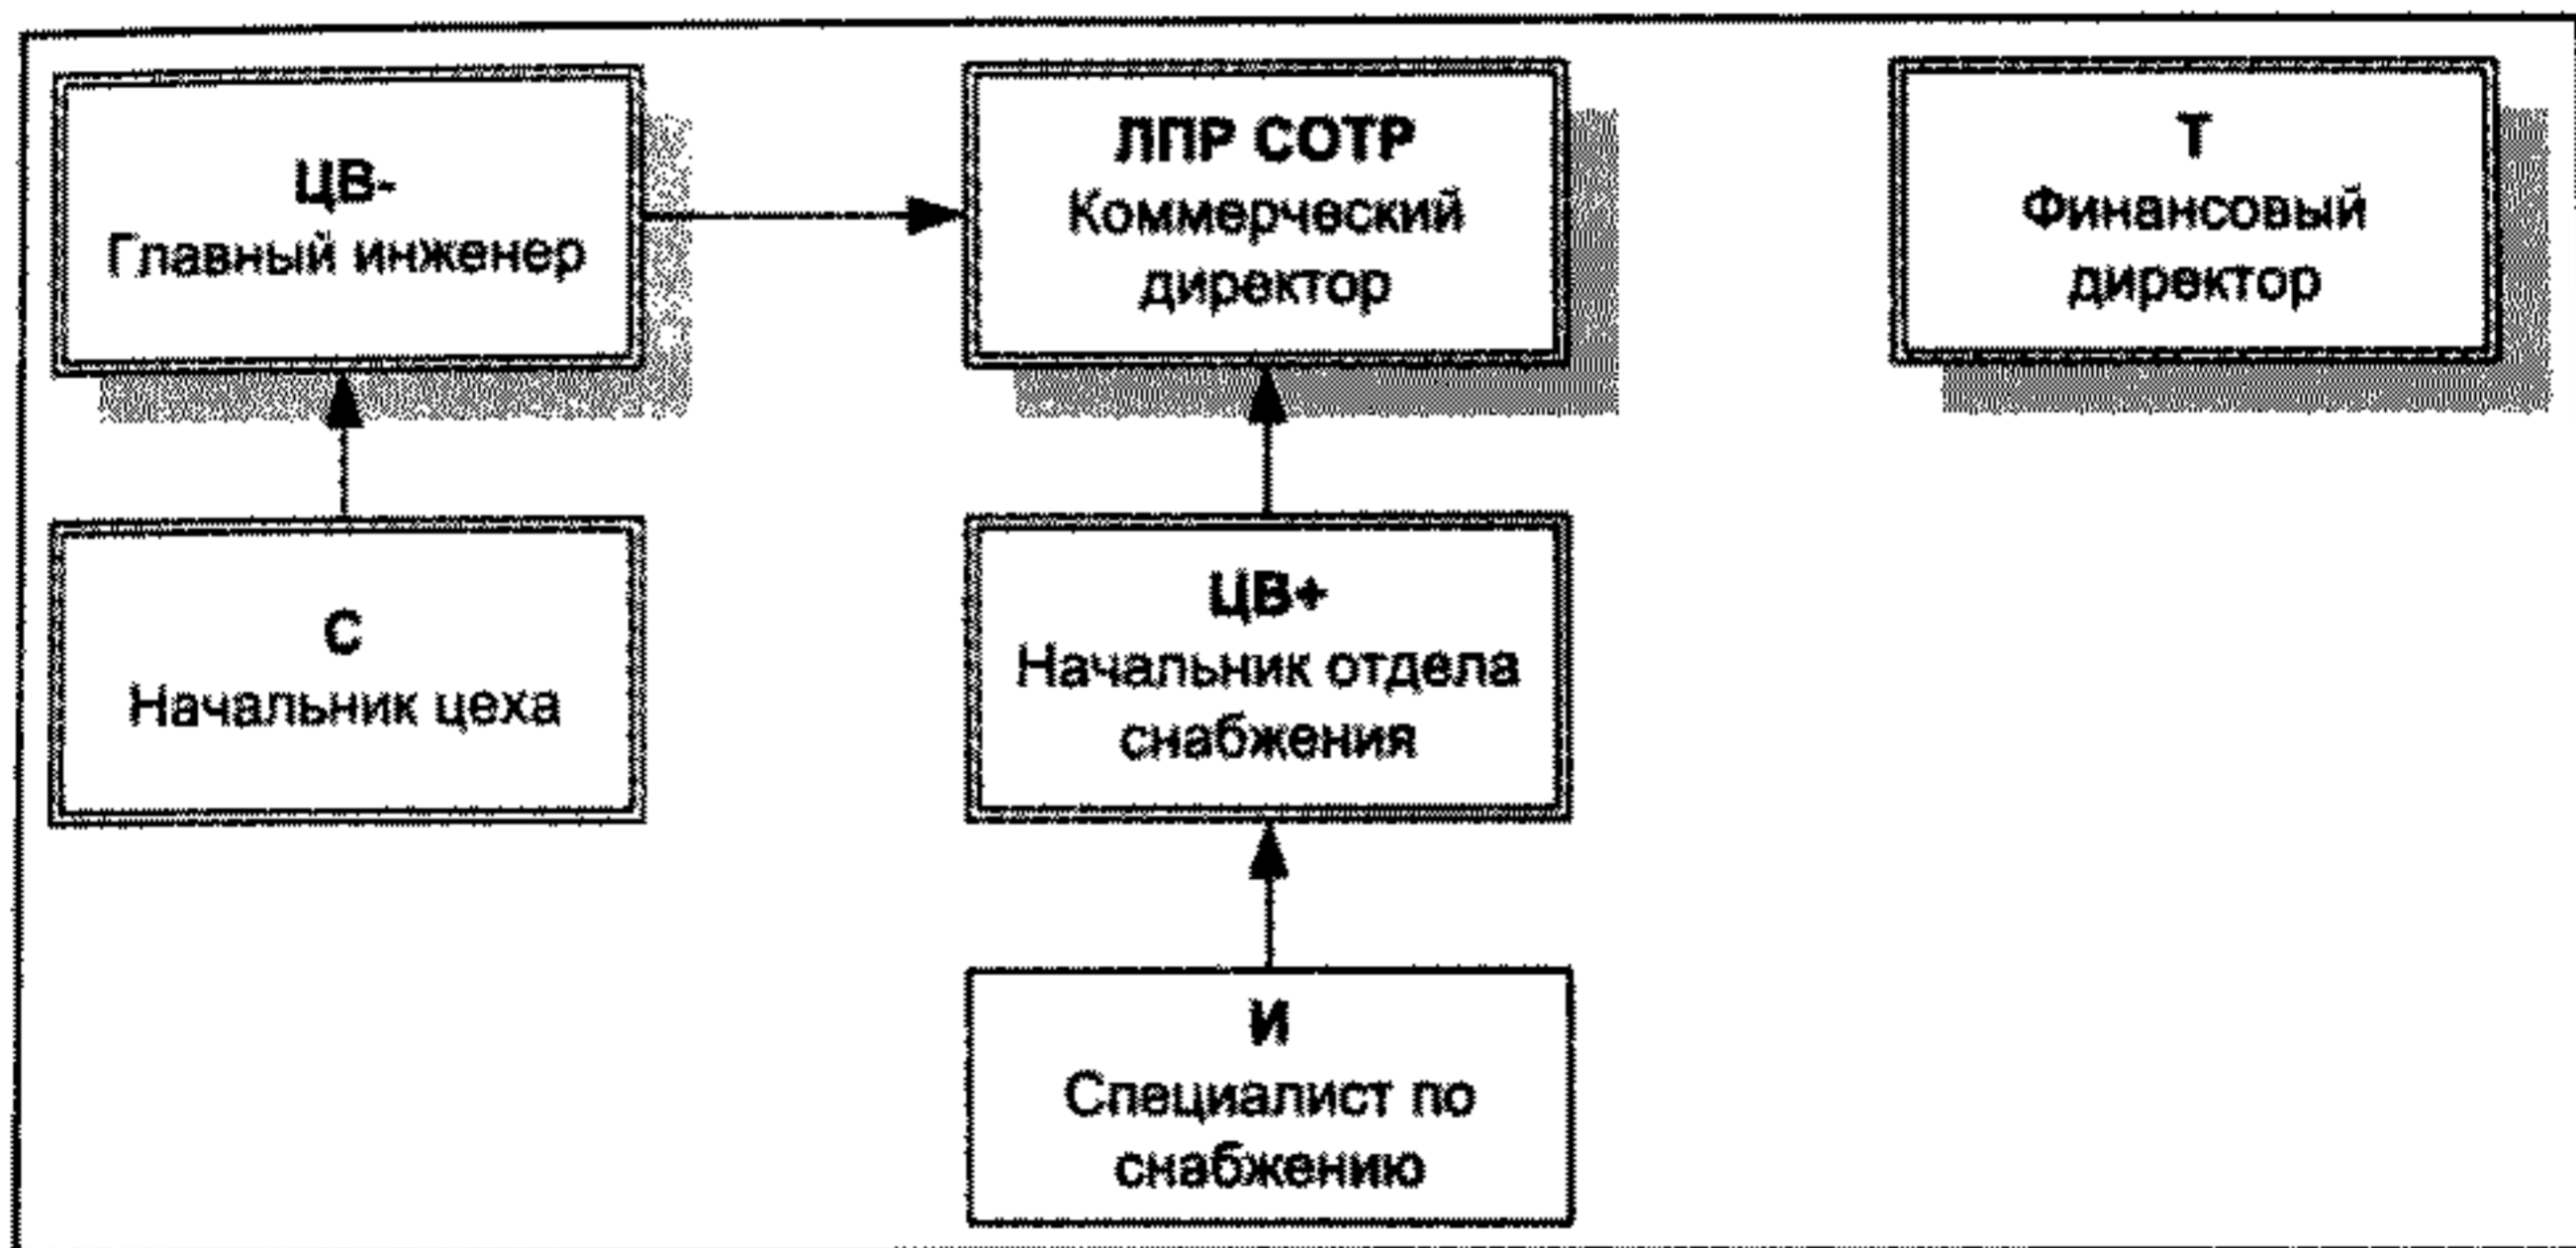 ЦВ-
Главный инженер
ЛПР СОТР
Коммерческий
директор
Т
Финансовый
директор
С
Начальник цеха
ЦВ+
Начальник отдела
снабжения
И
Специалист по
снабжению